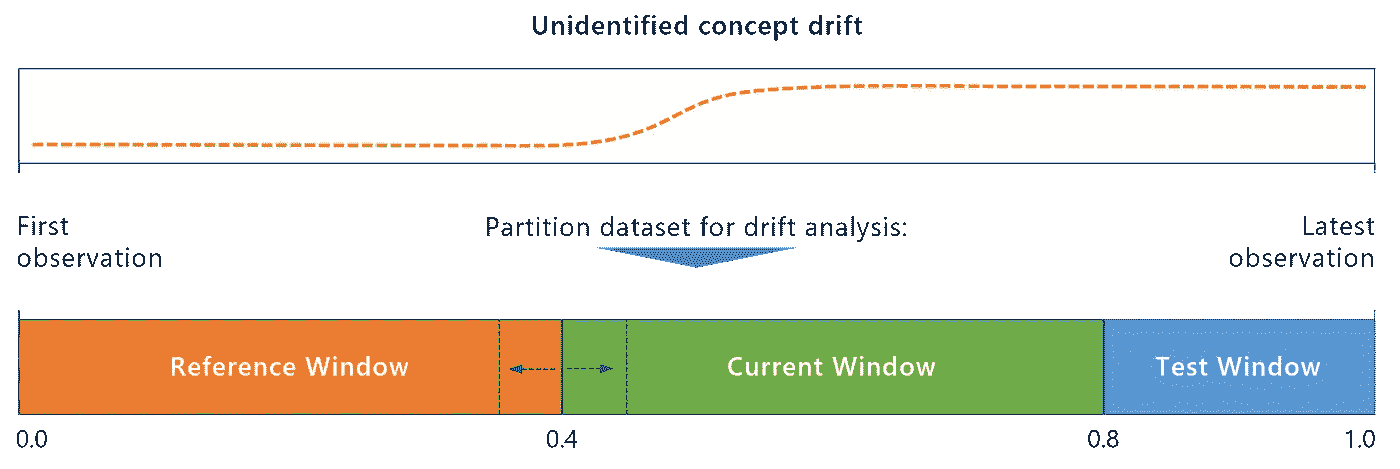 Unidentified concept drift
First
observation
Partition dataset for drift analysis:
Latest
observation
Reference Window
Current Window
Test Window
0.0
0.4
0.8
1.0